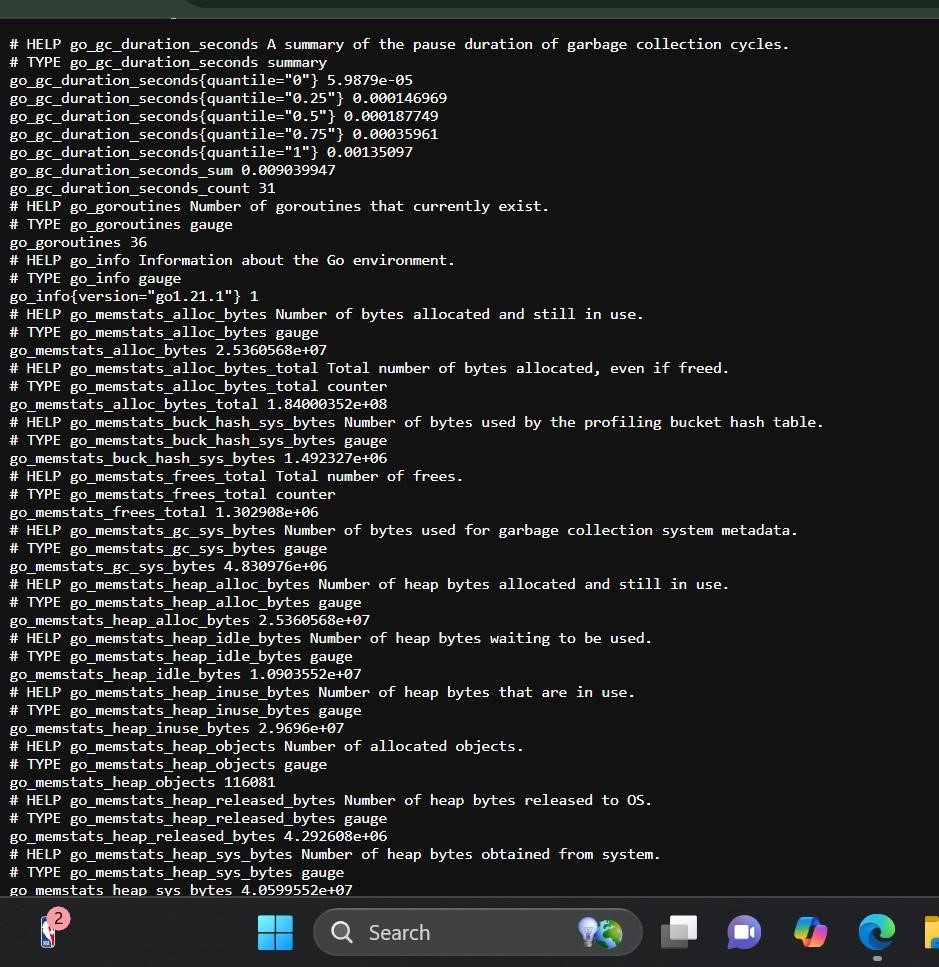 # HELP go_gc_duration_seconds A summary of the pause duration of garbage collection cycles.
# TYPE go_gc_duration_seconds summary
go_gc_duration_seconds{quantile="0"} 5.9879e-05
go_gc_duration_seconds{quantile="0.25"} 0.000146969
go_gc_duration_seconds{quantile="0.5"} 0.000187749
go_gc_duration_seconds{quantile="0.75"} 0.00035961
go_gc_duration_seconds{quantile="1"} 0.00135097
go_gc_duration_seconds_sum 0.009039947
go_gc_duration_seconds_count 31
# HELP go_goroutines Number of goroutines that currently exist.
# TYPE go_goroutines gauge
go_goroutines 36
# HELP go_info Information about the Go environment.
# TYPE go_info gauge
go_info{version="go1.21.1"} 1
# HELP go_memstats_alloc_bytes Number of bytes allocated and still in use.
# TYPE go_memstats_alloc_bytes gauge
go_memstats_alloc_bytes 2.5360568e+07
# HELP go_memstats_alloc_bytes_total Total number of bytes allocated, even if freed.
# TYPE go_memstats_alloc_bytes_total counter
go_memstats_alloc_bytes_total 1.84000352e+08
# HELP go_memstats_buck_hash_sys_bytes Number of bytes used by the profiling bucket hash table.
# TYPE go_memstats_buck_hash_sys_bytes gauge
go_memstats_buck_hash_sys_bytes 1.492327e+06
# HELP go_memstats_frees_total Total number of frees.
# TYPE go_memstats_frees_total counter
go_memstats_frees_total 1.302908e+06
# HELP go_memstats_gc_sys_bytes Number of bytes used for garbage collection system metadata.
# TYPE go_memstats_gc_sys_bytes gauge
go_memstats_gc_sys_bytes 4.830976e+06
# HELP go_memstats_heap_alloc_bytes Number of heap bytes allocated and still in use.
# TYPE go_memstats_heap_alloc_bytes gauge
go_memstats_heap_alloc_bytes 2.5360568e+07
# HELP go_memstats_heap_idle_bytes Number of heap bytes waiting to be used.
# TYPE go_memstats_heap_idle_bytes gauge
go_memstats_heap_idle_bytes 1.0903552e+07
# HELP go_memstats_heap_inuse_bytes Number of heap bytes that are in use.
# TYPE go_memstats_heap_inuse_bytes gauge
go_memstats_heap_inuse_bytes 2.9696e+07
# HELP go_memstats_heap_objects Number of allocated objects.
# TYPE go_memstats_heap_objects gauge
go_memstats_heap_objects 116081
# HELP go_memstats_heap_released_bytes Number of heap bytes released to OS.
# TYPE go_memstats_heap_released_bytes gauge
go_memstats_heap_released_bytes 4.292608e+06
# HELP go_memstats_heap_sys_bytes Number of heap bytes obtained from system.
# TYPE go_memstats_heap_sys_bytes gauge
go_memstats_heap_sys_bytes 4.0599552e+07
2
Search